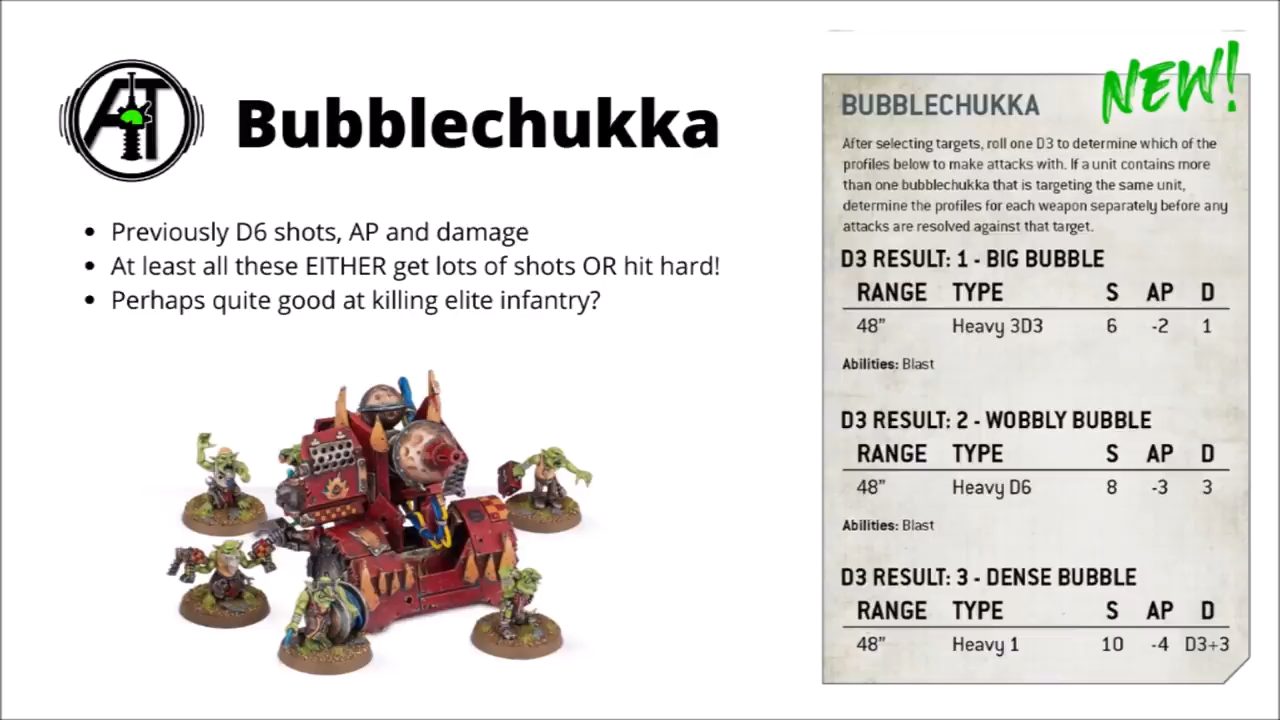 AT
Bubblechukka
• Previously D6 shots, AP and damage
• At least all these EITHER get lots of shots OR hit hard!
• Perhaps quite good at killing elite infantry?
NEW!
BUBBLECHUKKA
After selecting targets, roll one D3 to determine which of the
profiles below to make attacks with. If a unit contains more
than one bubblechukka that is targeting the same unit,
determine the profiles for each weapon separately before any
attacks are resolved against that target.
D3 RESULT: 1 - BIG BUBBLE
RANGE TYPE S AP D
48” Heavy 3D3 6 -2 1
Abilities: Blast
D3 RESULT: 2 - WOBBLY BUBBLE
RANGE TYPE S AP D
48” Heavy D6 8 -3 3
Abilities: Blast
D3 RESULT: 3 - DENSE BUBBLE
RANGE TYPE S AP D
48” Heavy 1 10 -4 D3+3